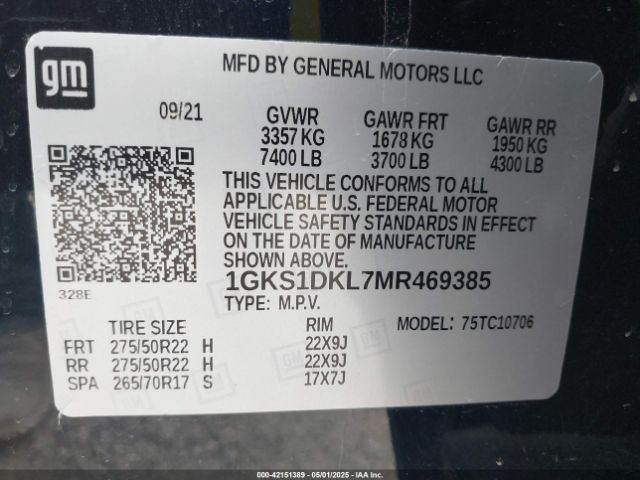 gm
MFD BY GENERAL MOTORS LLC
09/21
GVWR GAWR FRT GAWR RR
3357 KG 1678 KG 1950 KG
7400 LB 3700 LB 4300 LB
THIS VEHICLE CONFORMS TO ALL
APPLICABLE U.S. FEDERAL MOTOR
VEHICLE SAFETY STANDARDS IN EFFECT
ON THE DATE OF MANUFACTURE
SHOWN ABOVE.
328E
1GKS1DKL7MR469385
TYPE: M.P.V.
TIRE SIZE RIM MODEL: 75TC10706
FRT 275/50R22 H 22X9J
RR 275/50R22 H 22X9J
SPA 265/70R17 S 17X7J
000-42151389 - 05/01/2025 - IAA Inc.